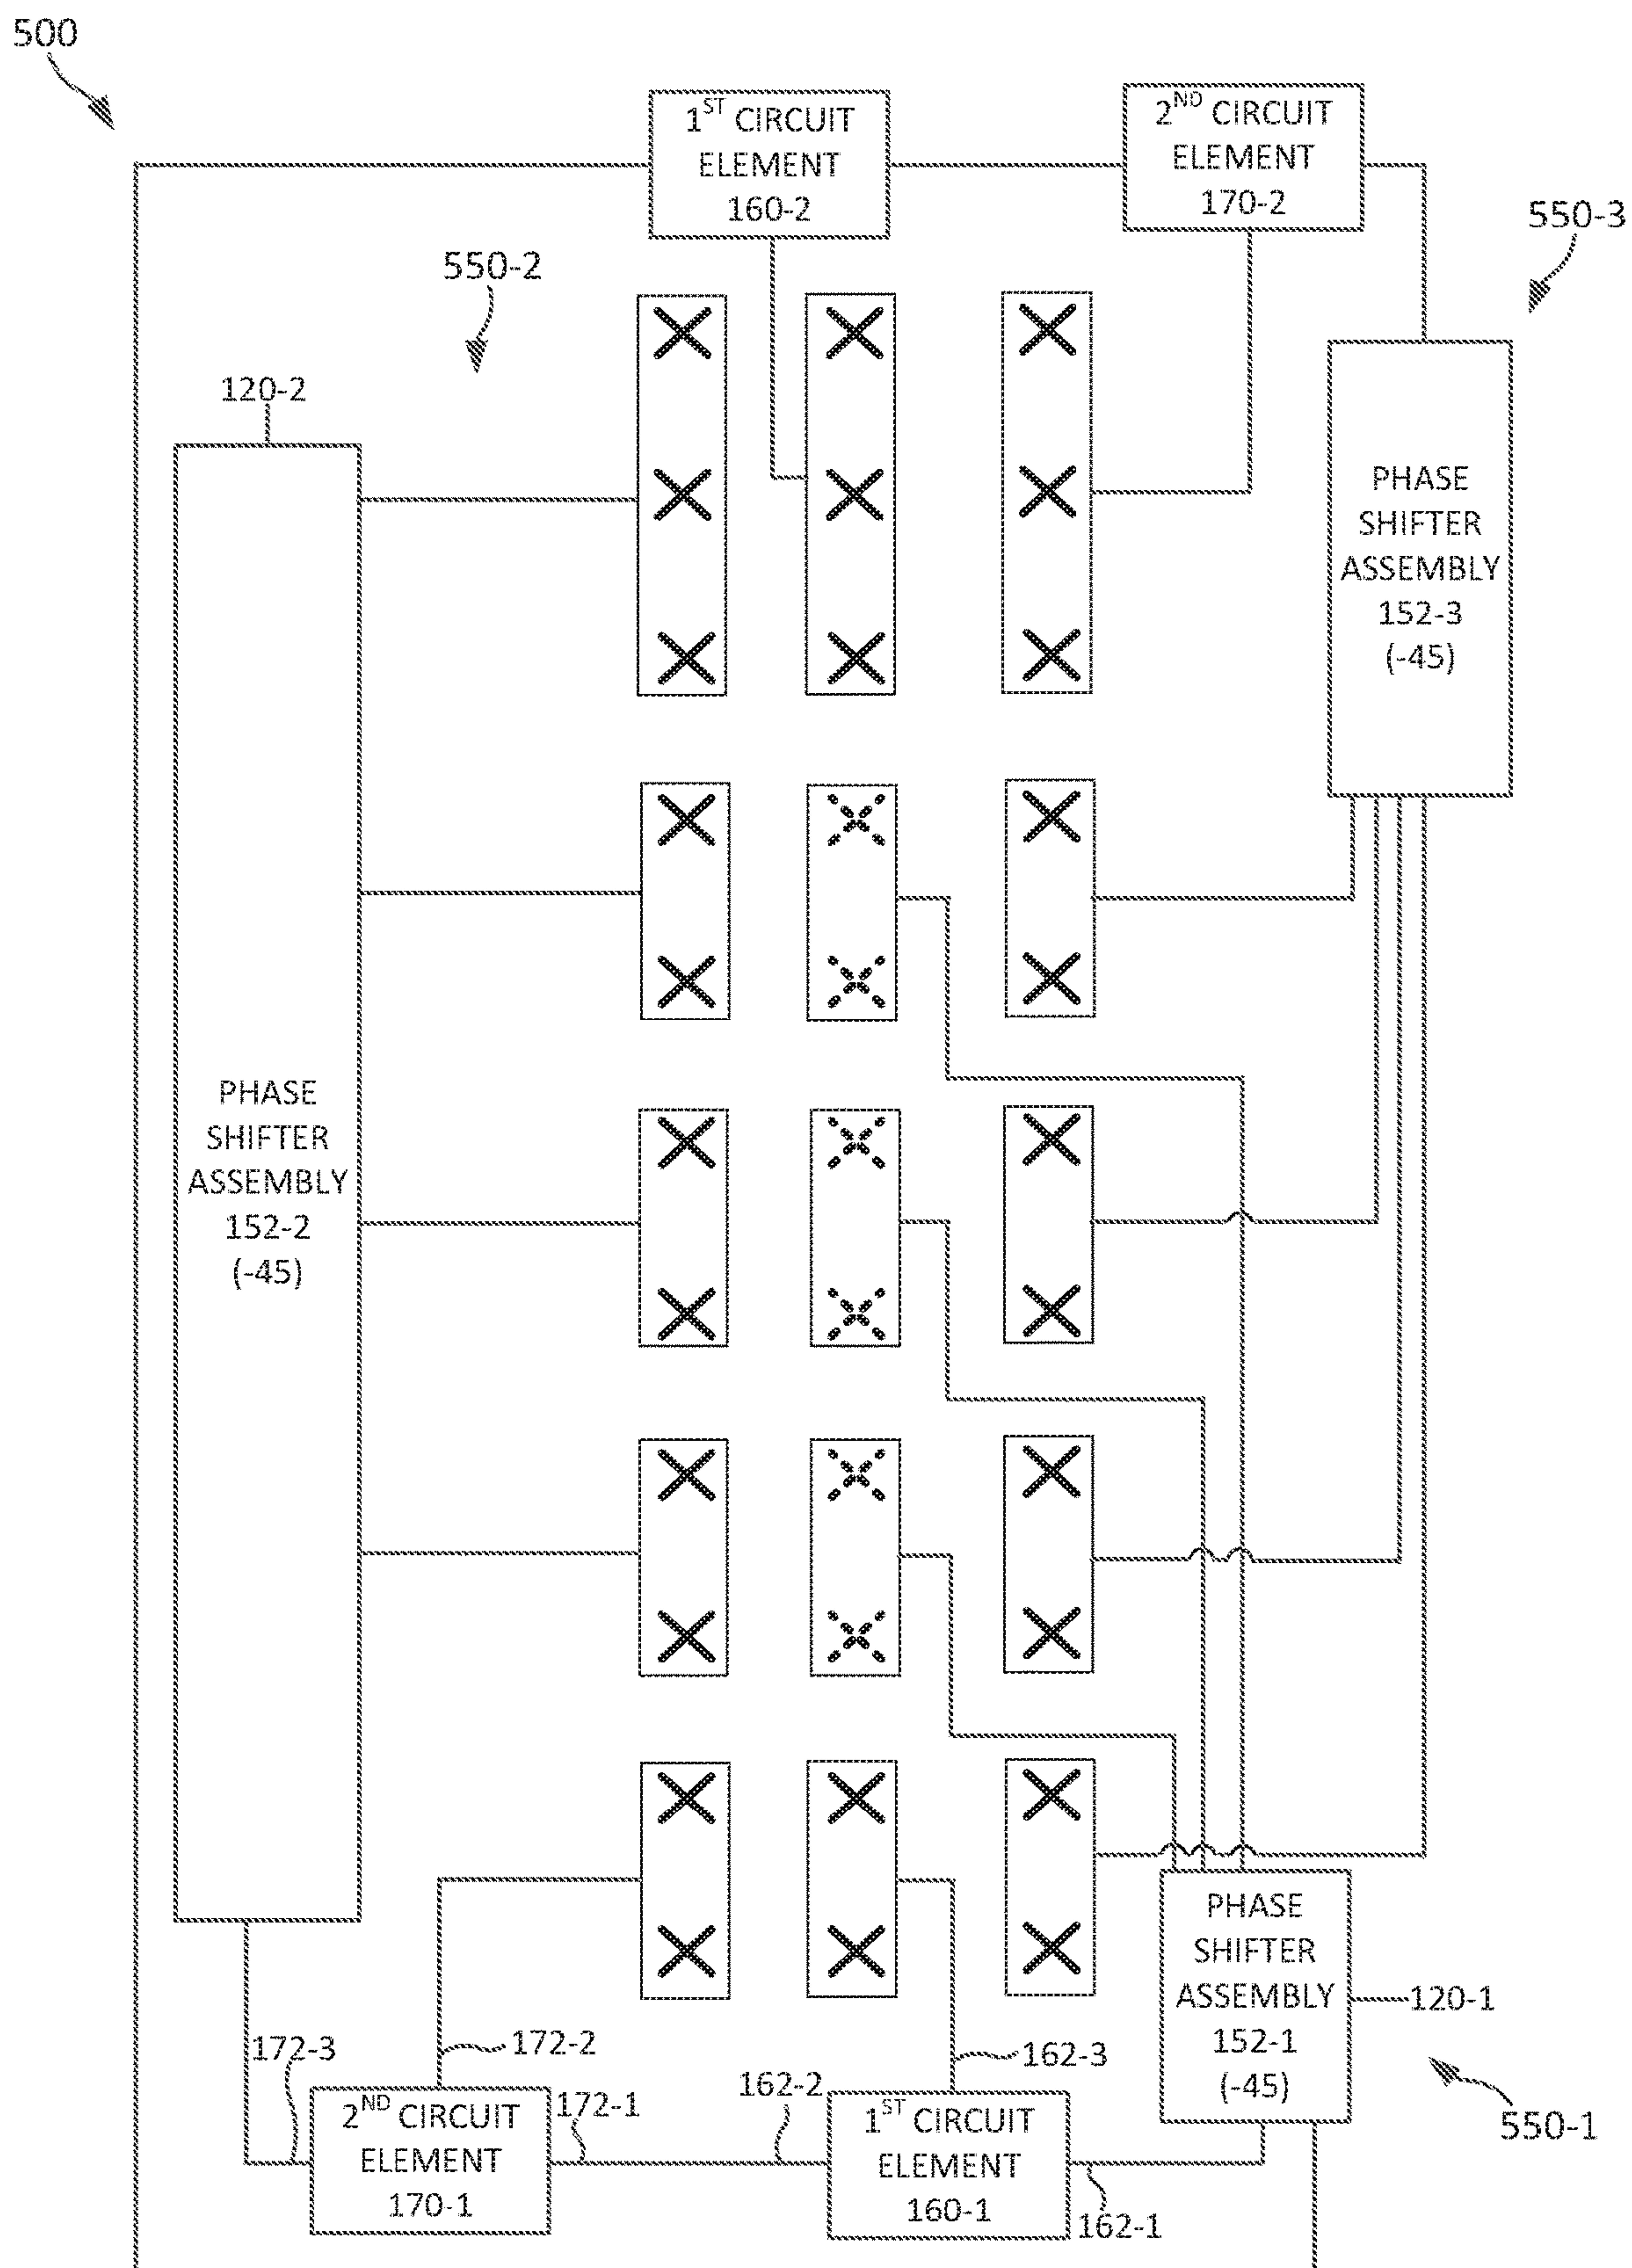 500
1ST CIRCUIT
ELEMENT
160-2
2ND CIRCUIT
ELEMENT
170-2
550-3
550-2
120-2
PHASE
SHIFTER
ASSEMBLY
152-3
(-45)
PHASE
SHIFTER
ASSEMBLY
152-2
(-45)
PHASE
SHIFTER
ASSEMBLY
152-1
(-45)
120-1
550-1
172-3
172-2
162-3
172-1
162-2
2ND CIRCUIT
ELEMENT
170-1
1ST CIRCUIT
ELEMENT
160-1
162-1